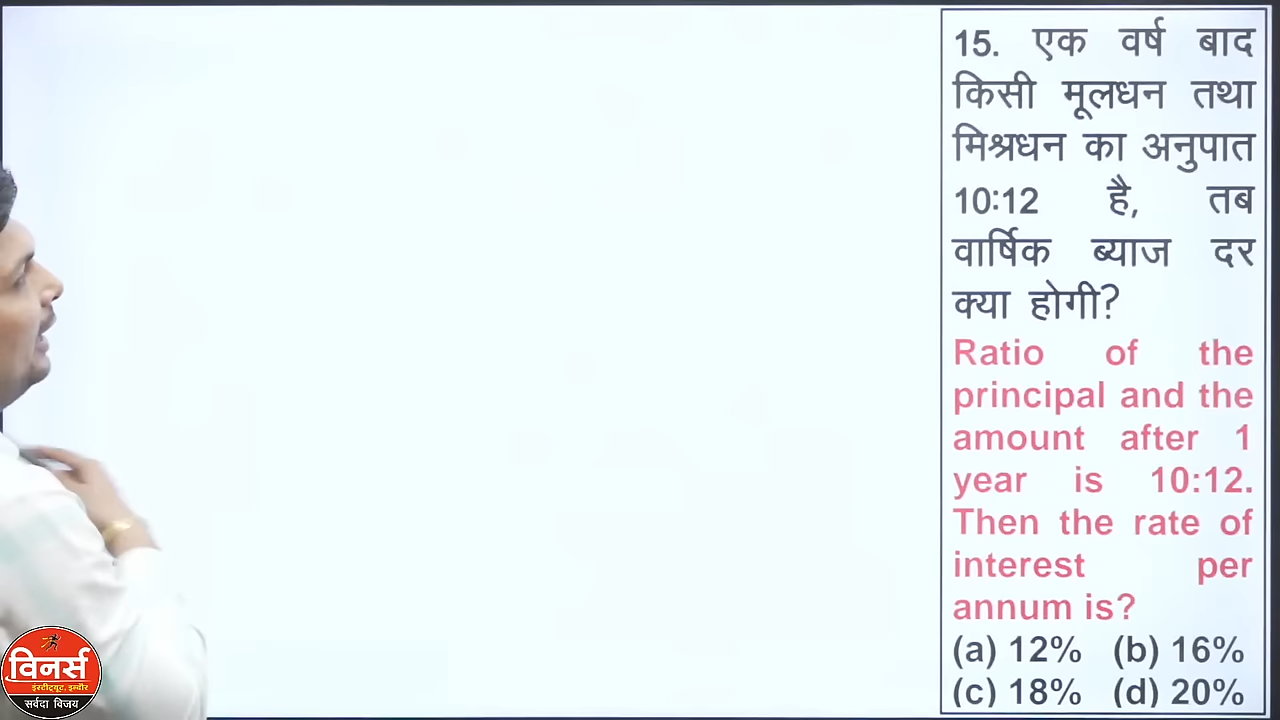 15. एक वर्ष बाद
किसी मूलधन तथा
मिश्रधन का अनुपात
10:12 है, तब
वार्षिक ब्याज दर
क्या होगी?
Ratio of the
principal and the
amount after 1
year is 10:12.
Then the rate of
interest per
annum is?
(a) 12% (b) 16%
(c) 18% (d) 20%
विनर्स
इंस्टीट्यूट, इन्दौर
सर्वदा विजय